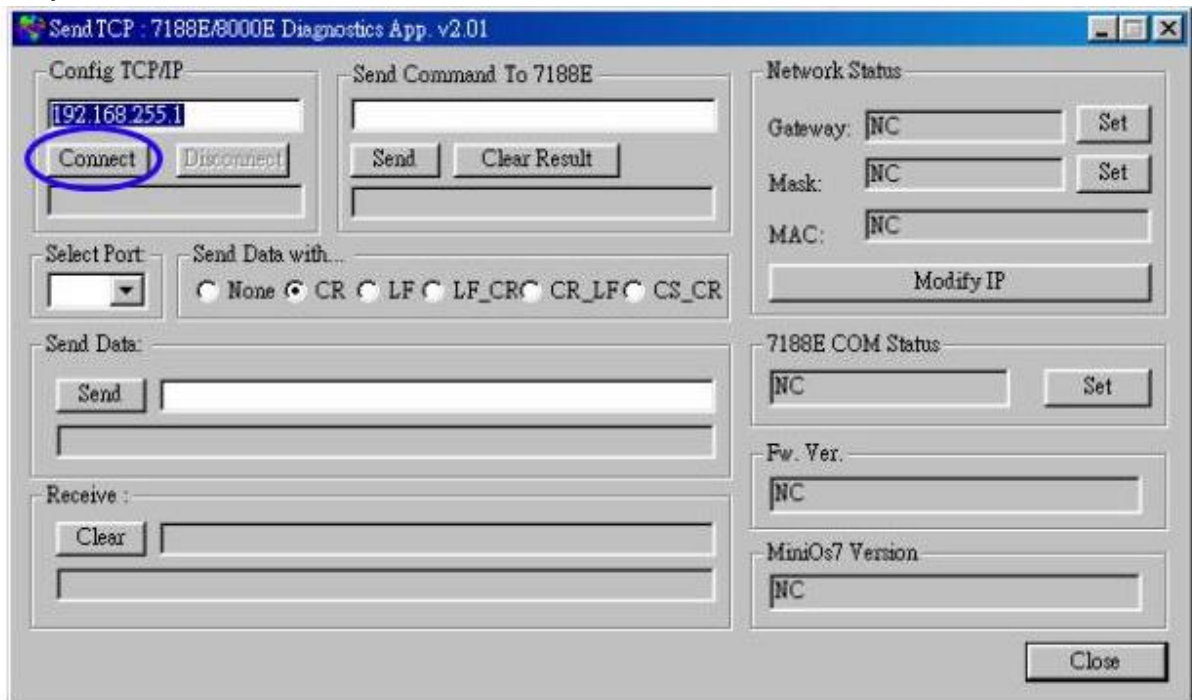 Send TCP : 7188E/8000E Diagnostics App. v2.01
Config TCP/IP
192.168.255.1
Connect Disconnect
Send Command To 7188E
Send Clear Result
Network Status
Gateway: NC Set
Mask: NC Set
MAC: NC
Modify IP
Select Port:
Send Data with...
None CR LF LF_CR CR_LF CS_CR
Send Data:
Send
7188E COM Status
NC Set
Fw. Ver.
NC
Receive :
Clear
MiniOs7 Version
NC
Close